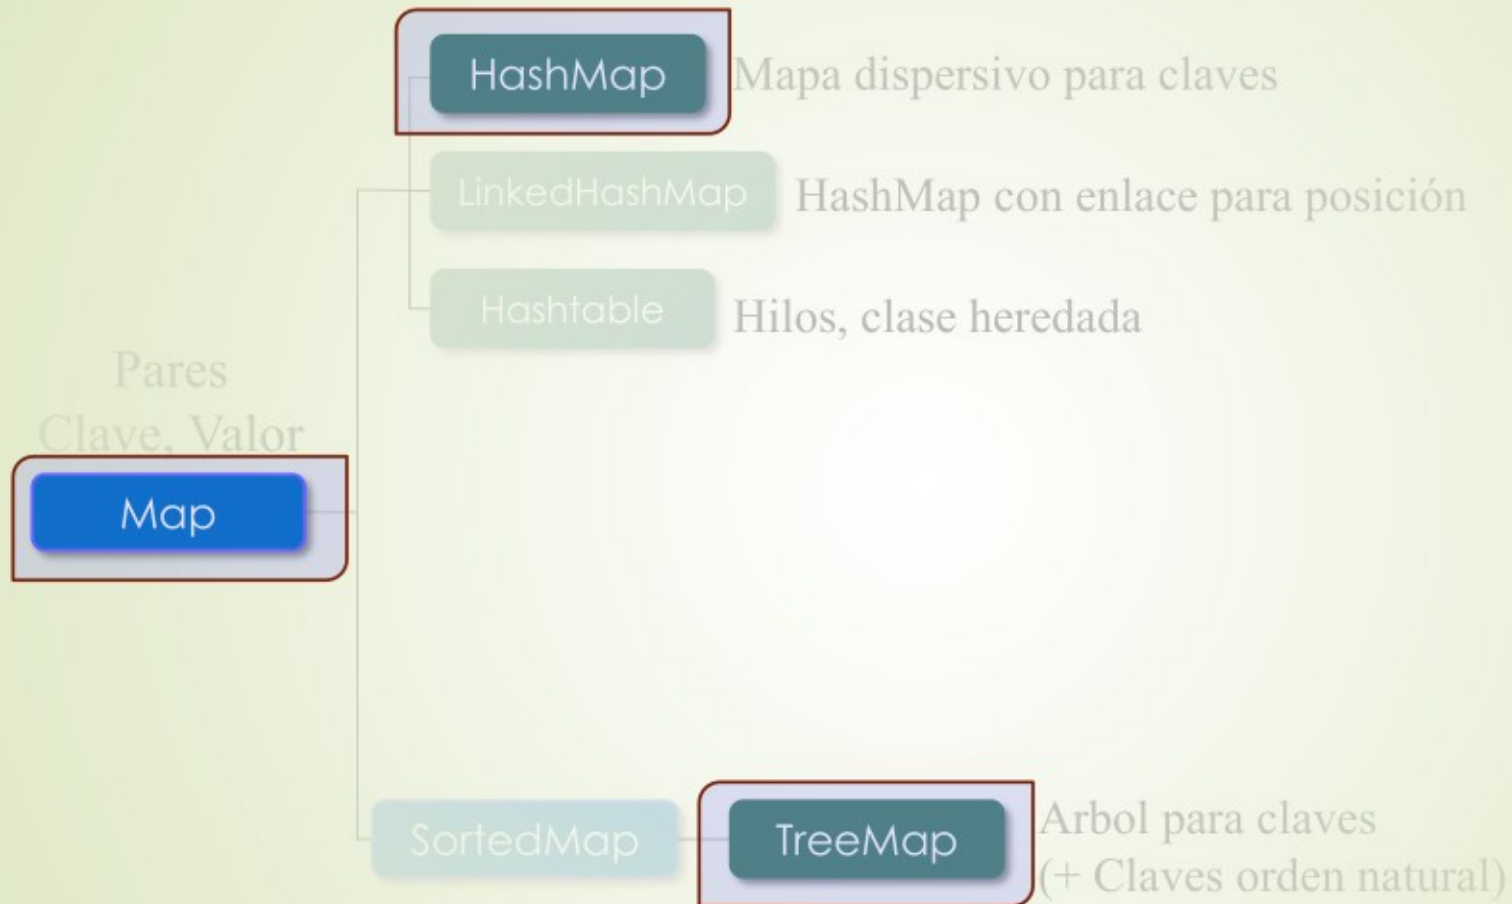 HashMap
Mapa dispersivo para claves
LinkedHashMap
HashMap con enlace para posición
Hashtable
Hilos, clase heredada
Pares
Clave, Valor
Map
SortedMap
TreeMap
Arbol para claves
(+ Claves orden natural)